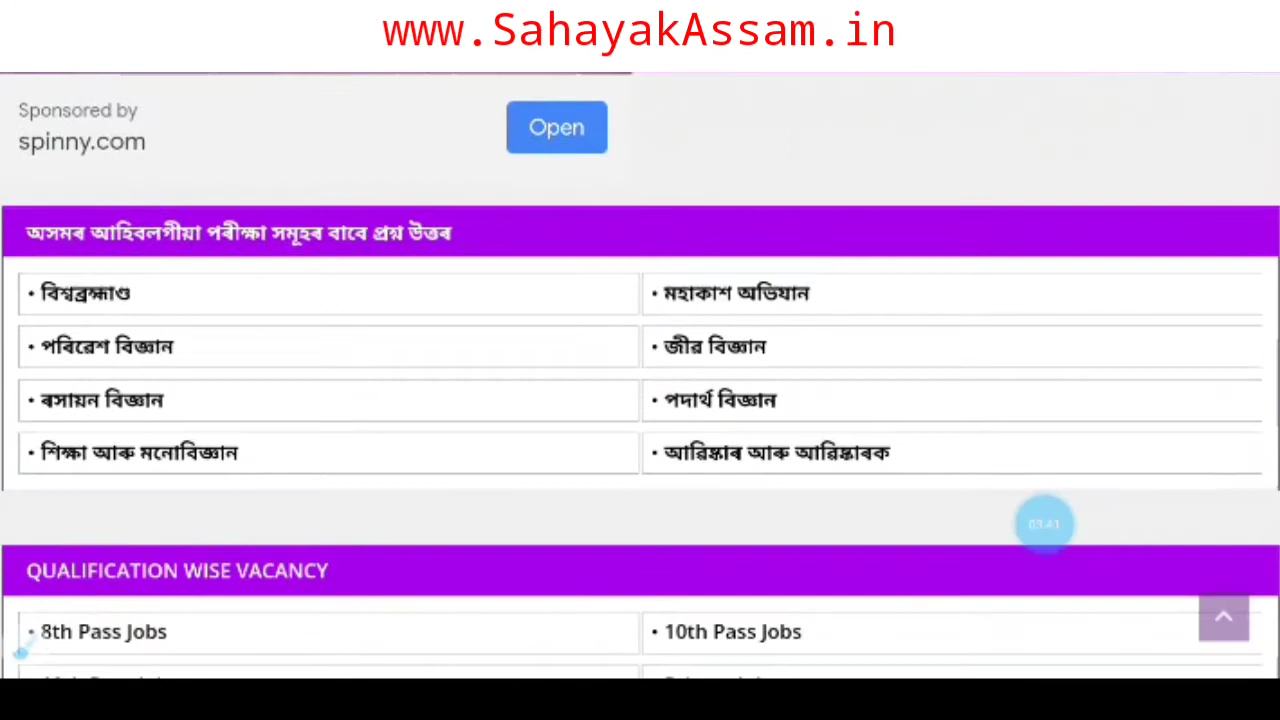 www.SahayakAssam.in
Sponsored by
spinny.com
Open
অসমৰ আহিবলগীয়া পৰীক্ষা সমূহৰ বাবে প্ৰশ্ন উত্তৰ
• বিশ্বব্ৰহ্মাণ্ড
• মহাকাশ অভিযান
• পৰিৱেশ বিজ্ঞান
• জীৱ বিজ্ঞান
• ৰসায়ন বিজ্ঞান
• পদাৰ্থ বিজ্ঞান
• শিক্ষা আৰু মনোবিজ্ঞান
• আৱিষ্কাৰ আৰু আৱিষ্কাৰক
03:41
QUALIFICATION WISE VACANCY
• 8th Pass Jobs
• 10th Pass Jobs